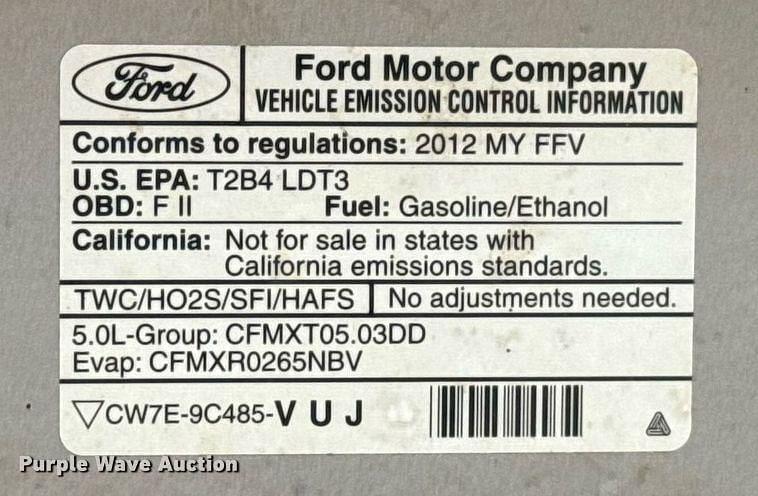 Ford
Ford Motor Company
VEHICLE EMISSION CONTROL INFORMATION
Conforms to regulations: 2012 MY FFV
U.S. EPA: T2B4 LDT3
OBD: F II Fuel: Gasoline/Ethanol
California: Not for sale in states with
California emissions standards.
TWC/HO2S/SFI/HAFS No adjustments needed.
5.0L-Group: CFMXT05.03DD
Evap: CFMXR0265NBV
CW7E-9C485-VUJ
Purple Wave Auction